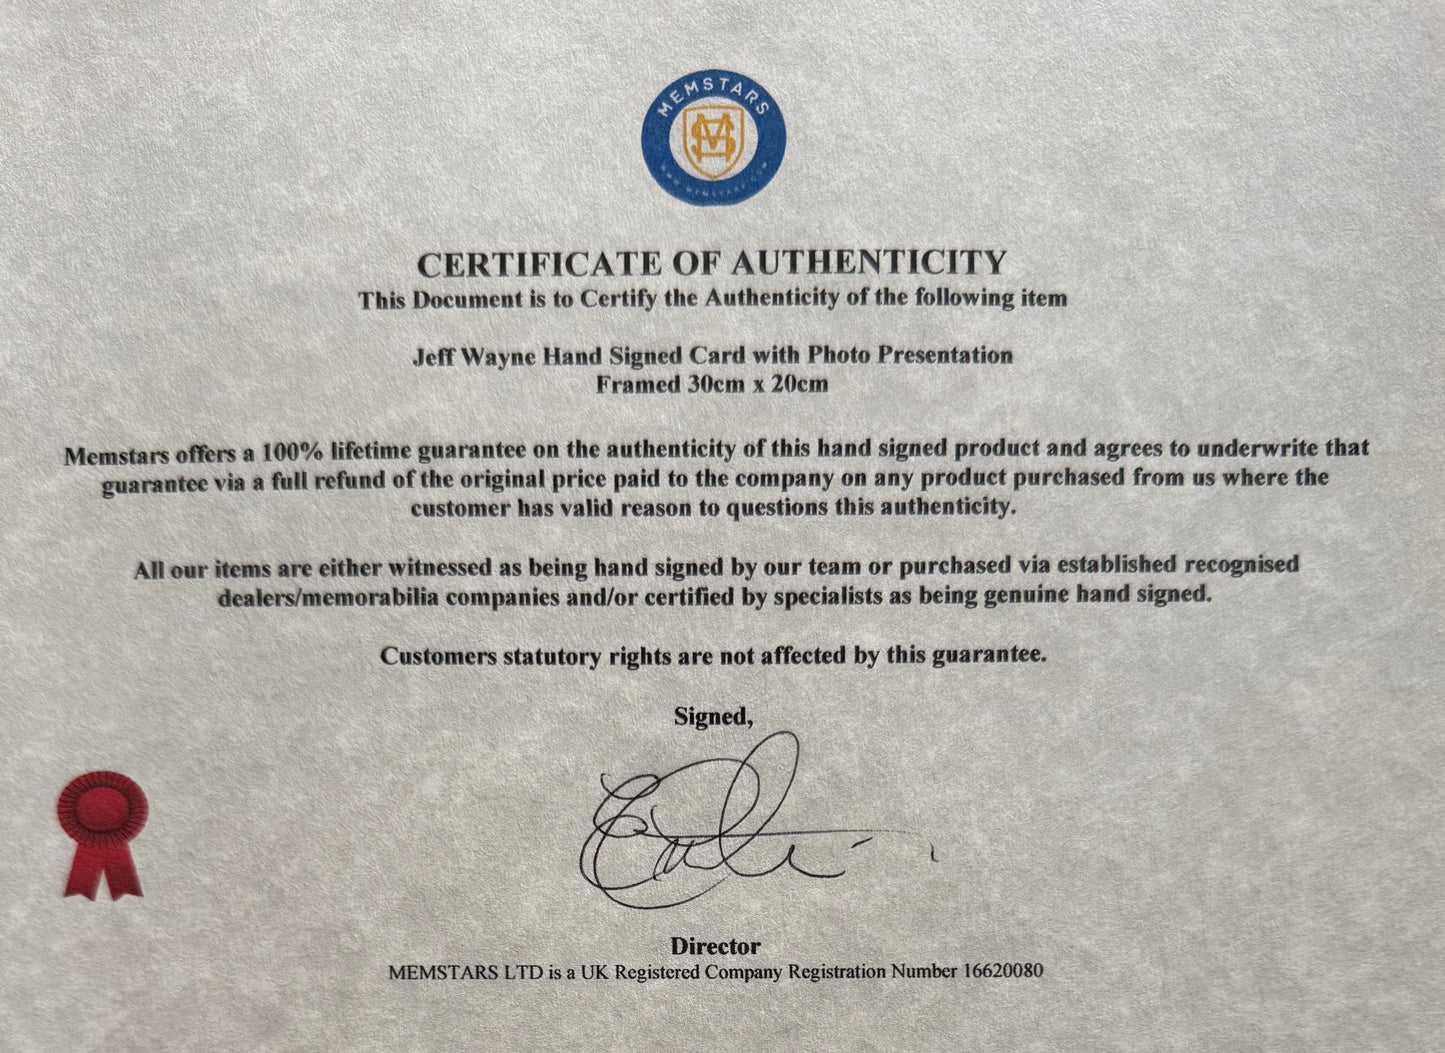 MEMSTARS
WWW.MEMSTARS.COM
CERTIFICATE OF AUTHENTICITY
This Document is to Certify the Authenticity of the following item
Jeff Wayne Hand Signed Card with Photo Presentation
Framed 30cm x 20cm
Memstars offers a 100% lifetime guarantee on the authenticity of this hand signed product and agrees to underwrite that
guarantee via a full refund of the original price paid to the company on any product purchased from us where the
customer has valid reason to questions this authenticity.
All our items are either witnessed as being hand signed by our team or purchased via established recognised
dealers/memorabilia companies and/or certified by specialists as being genuine hand signed.
Customers statutory rights are not affected by this guarantee.
Signed,
Director
MEMSTARS LTD is a UK Registered Company Registration Number 16620080